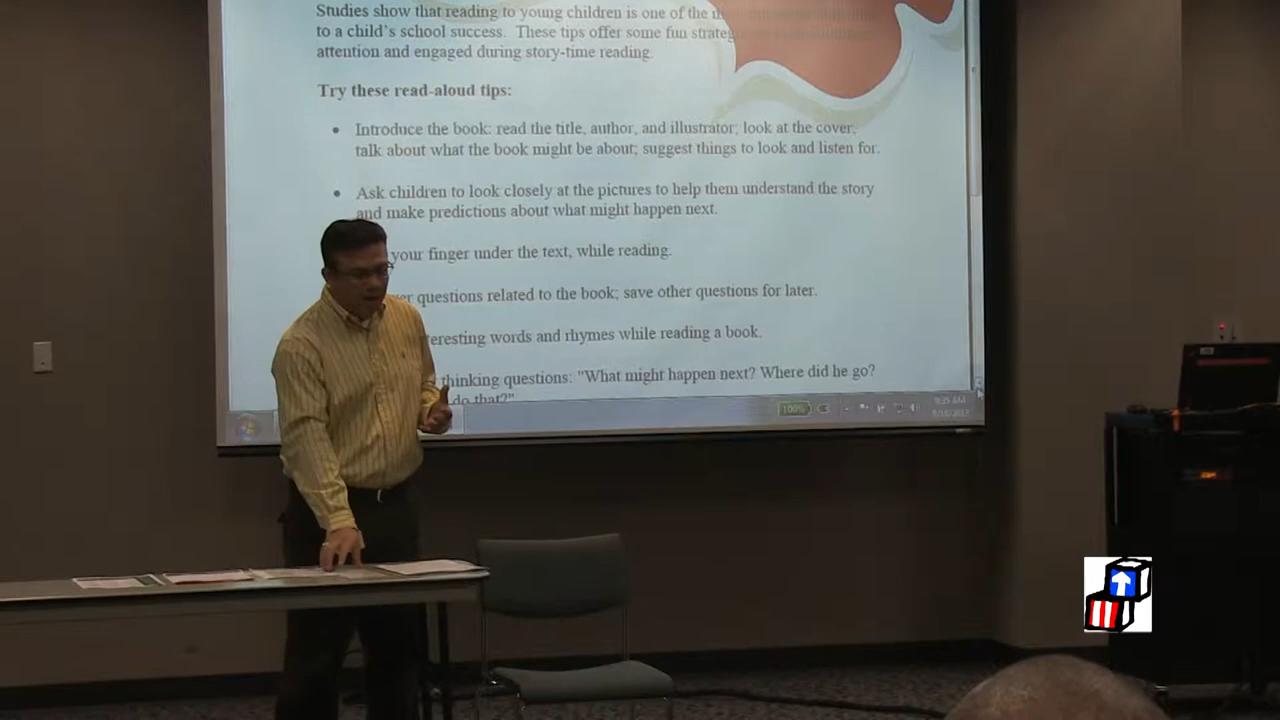 Studies show that reading to young children is one of the
to a child's school success. These tips offer some fun
attention and engaged during story-time reading.
Try these read-aloud tips:
• Introduce the book: read the title, author, and illustrator; look at the cover;
talk about what the book might be about; suggest things to look and listen for.
• Ask children to look closely at the pictures to help them understand the story
and make predictions about what might happen next.
your finger under the text, while reading.
questions related to the book; save other questions for later.
words and rhymes while reading a book.
thinking questions: "What might happen next? Where did he go?
do that?"
100%
9:35 AM